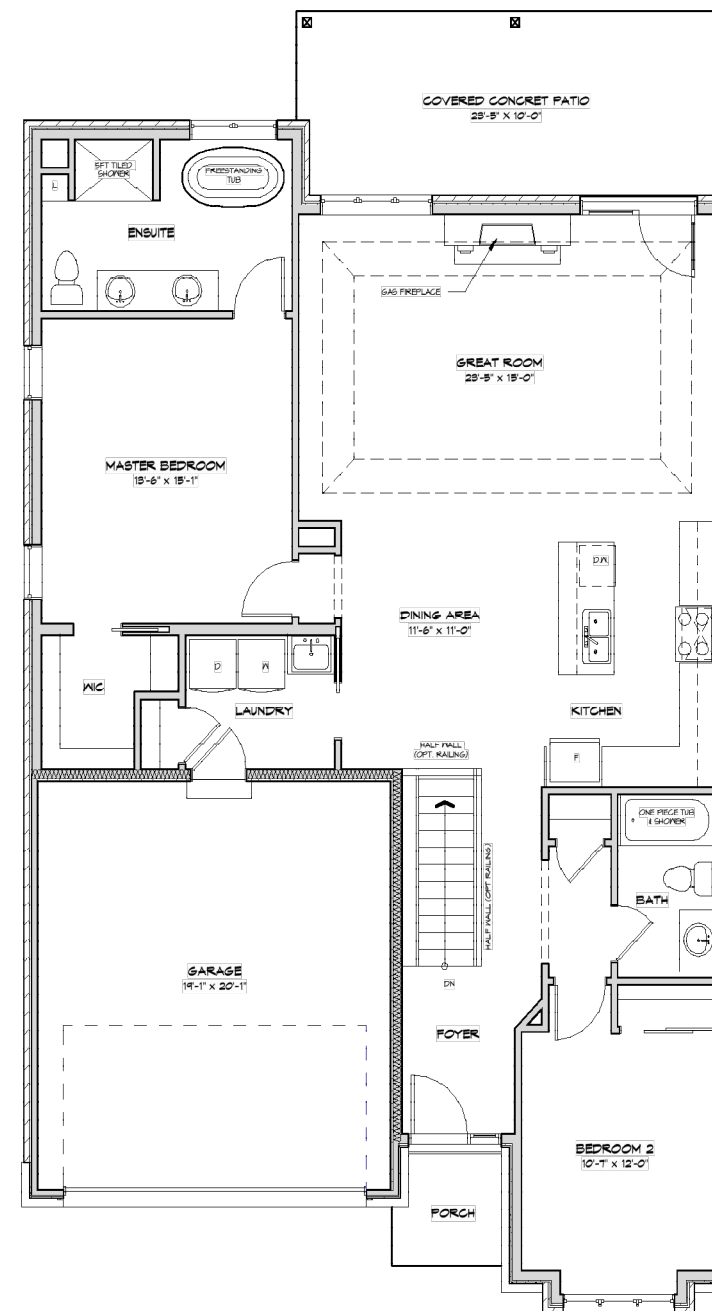 COVERED CONCRET PATIO
23'-5" X 10'-0"
5FT TILED
SHOWER
FREESTANDING
TUB
L
ENSUITE
GAS FIREPLACE
GREAT ROOM
23'-5" x 15'-0"
MASTER BEDROOM
13'-6" x 15'-1"
D.W.
DINING AREA
11'-6" x 11'-0"
D
W
WIC
LAUNDRY
KITCHEN
HALF WALL
(OPT. RAILING)
F
ONE PIECE TUB
& SHOWER
HALF WALL (OPT RAILING)
BATH
GARAGE
19'-1" x 20'-1"
DN
FOYER
BEDROOM 2
10'-7" x 12'-0"
PORCH